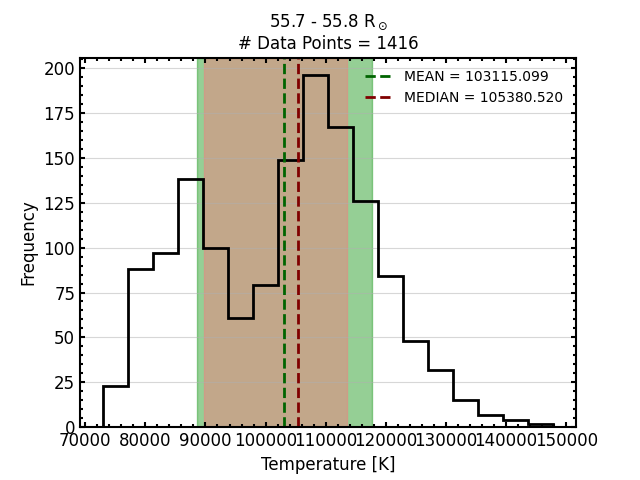 55.7 - 55.8 R⊙
# Data Points = 1416
MEAN = 103115.099
MEDIAN = 105380.520
Frequency
200
175
150
125
100
75
50
25
0
70000 80000 90000 100000 110000 120000 130000 140000 150000
Temperature [K]